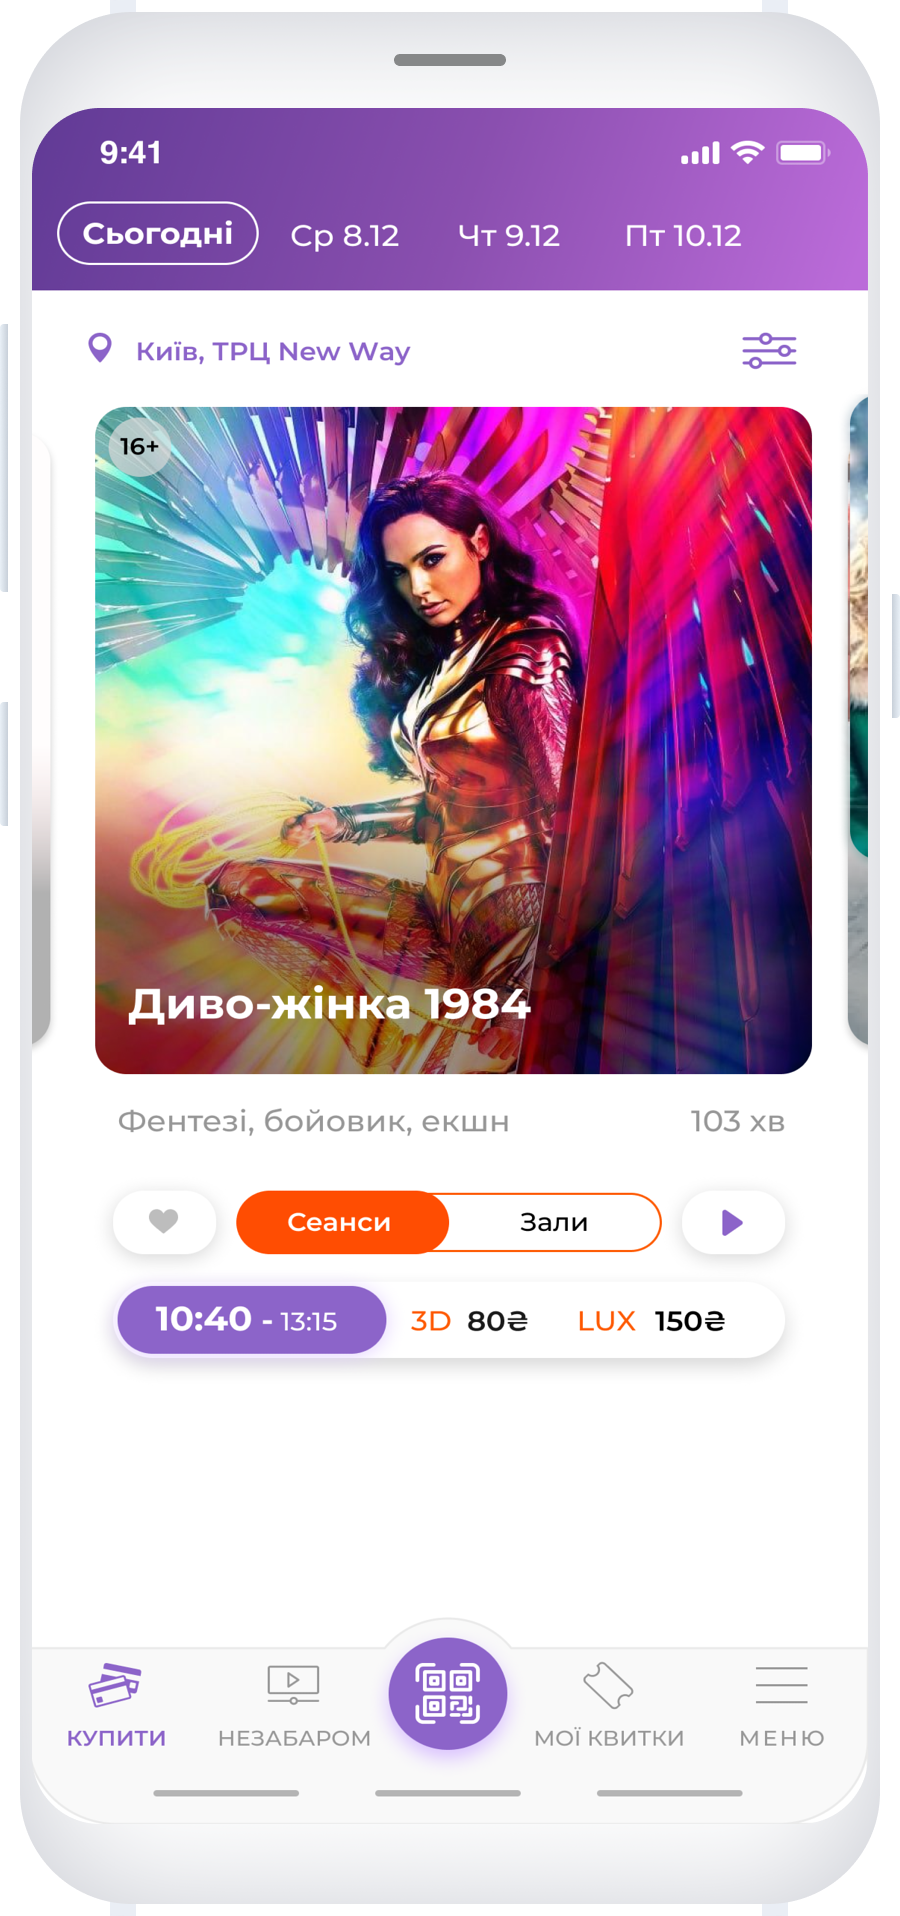 9:41
Сьогодні Ср 8.12 Чт 9.12 Пт 10.12
Київ, ТРЦ New Way
16+
Диво-жінка 1984
Фентезі, бойовик, екшн 103 хв
Сеанси Зали
10:40 - 13:15 3D 80₴ LUX 150₴
КУПИТИ НЕЗАБАРОМ МОЇ КВИТКИ МЕНЮ